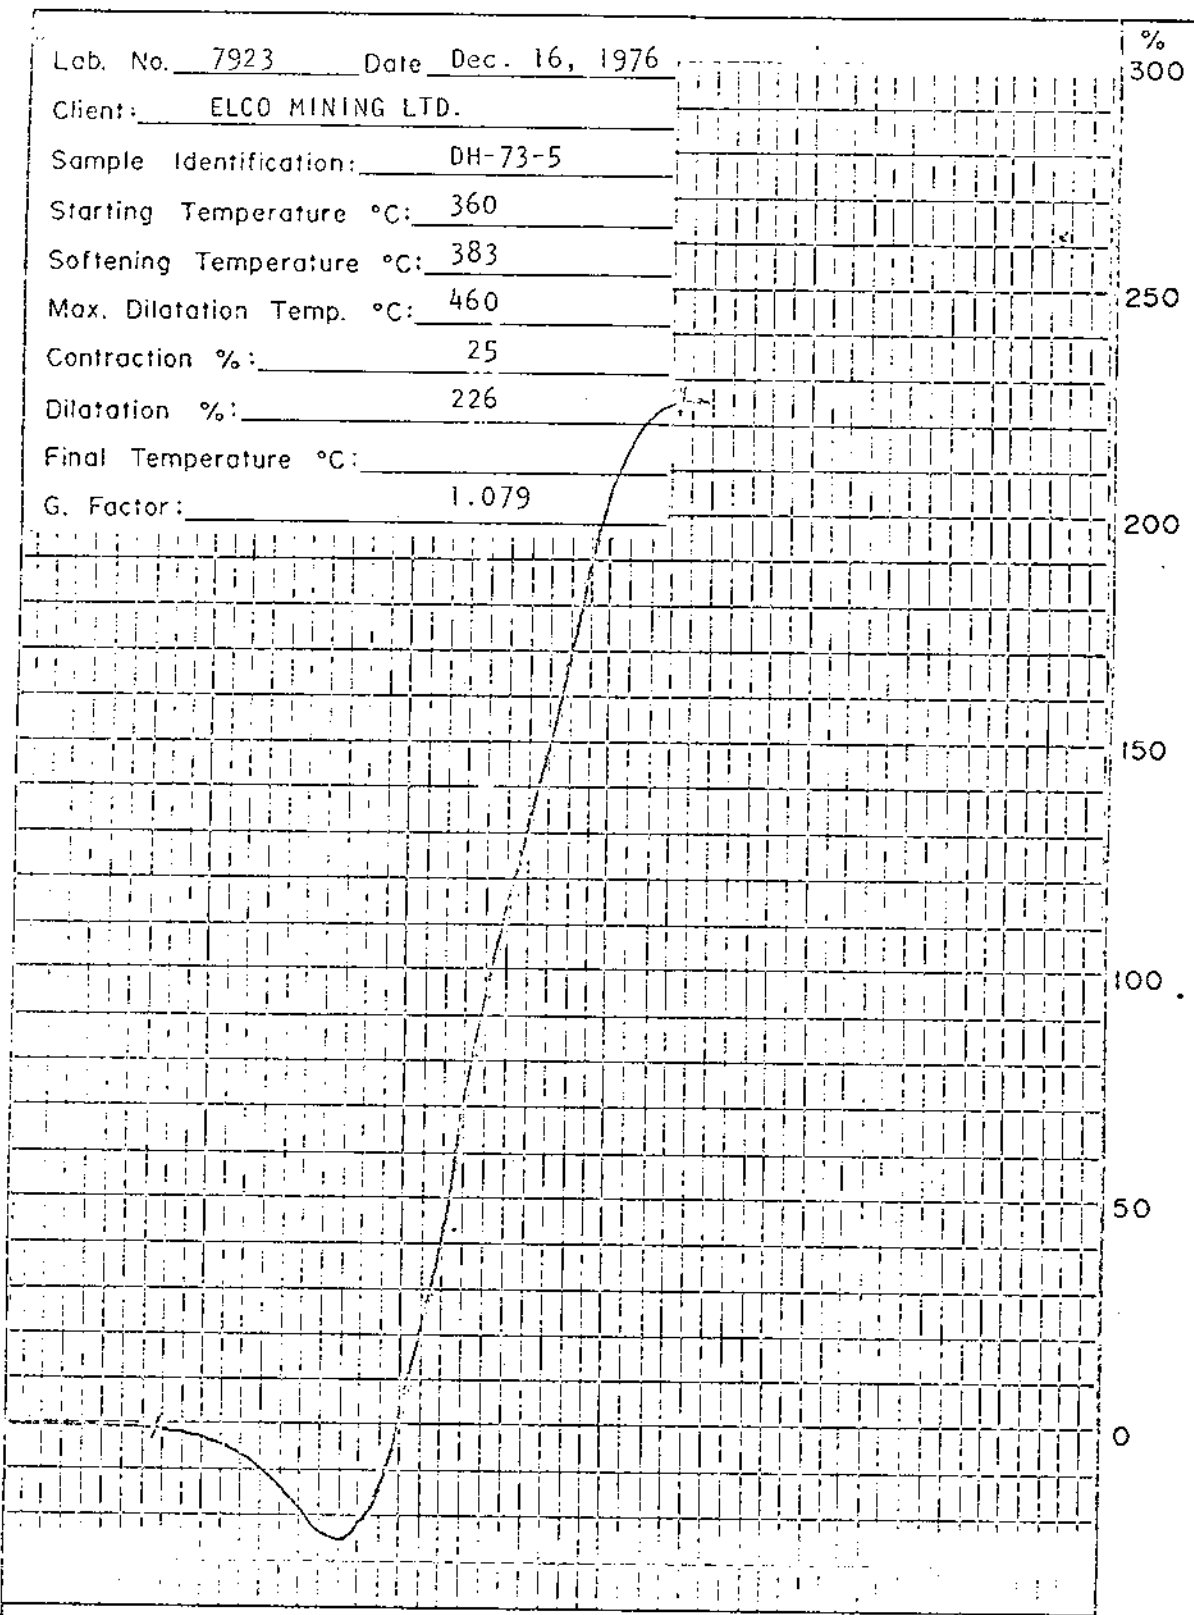 Lab. No. 7923 Date Dec. 16, 1976
Client: ELCO MINING LTD.
Sample Identification: DH-73-5
Starting Temperature °C: 360
Softening Temperature °C: 383
Max. Dilatation Temp. °C: 460
Contraction %: 25
Dilatation %: 226
Final Temperature °C:
G. Factor: 1.079
%
300
250
200
150
100
50
0